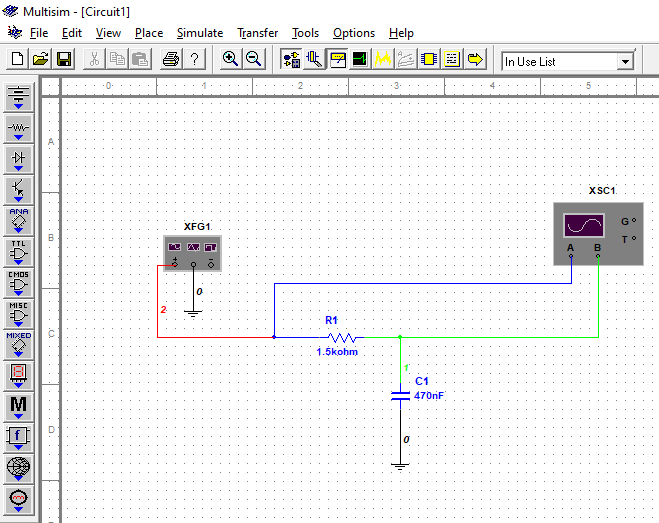 Multisim - [Circuit1]
File Edit View Place Simulate Transfer Tools Options Help
?
In Use List
0 1 2 3 4 5
A
B
C
D
ANA
TTL
CMOS
MISC
MIXED
M
f
XSC1
G
T
A B
XFG1
0
2
R1
1.5kohm
1
C1
470nF
0